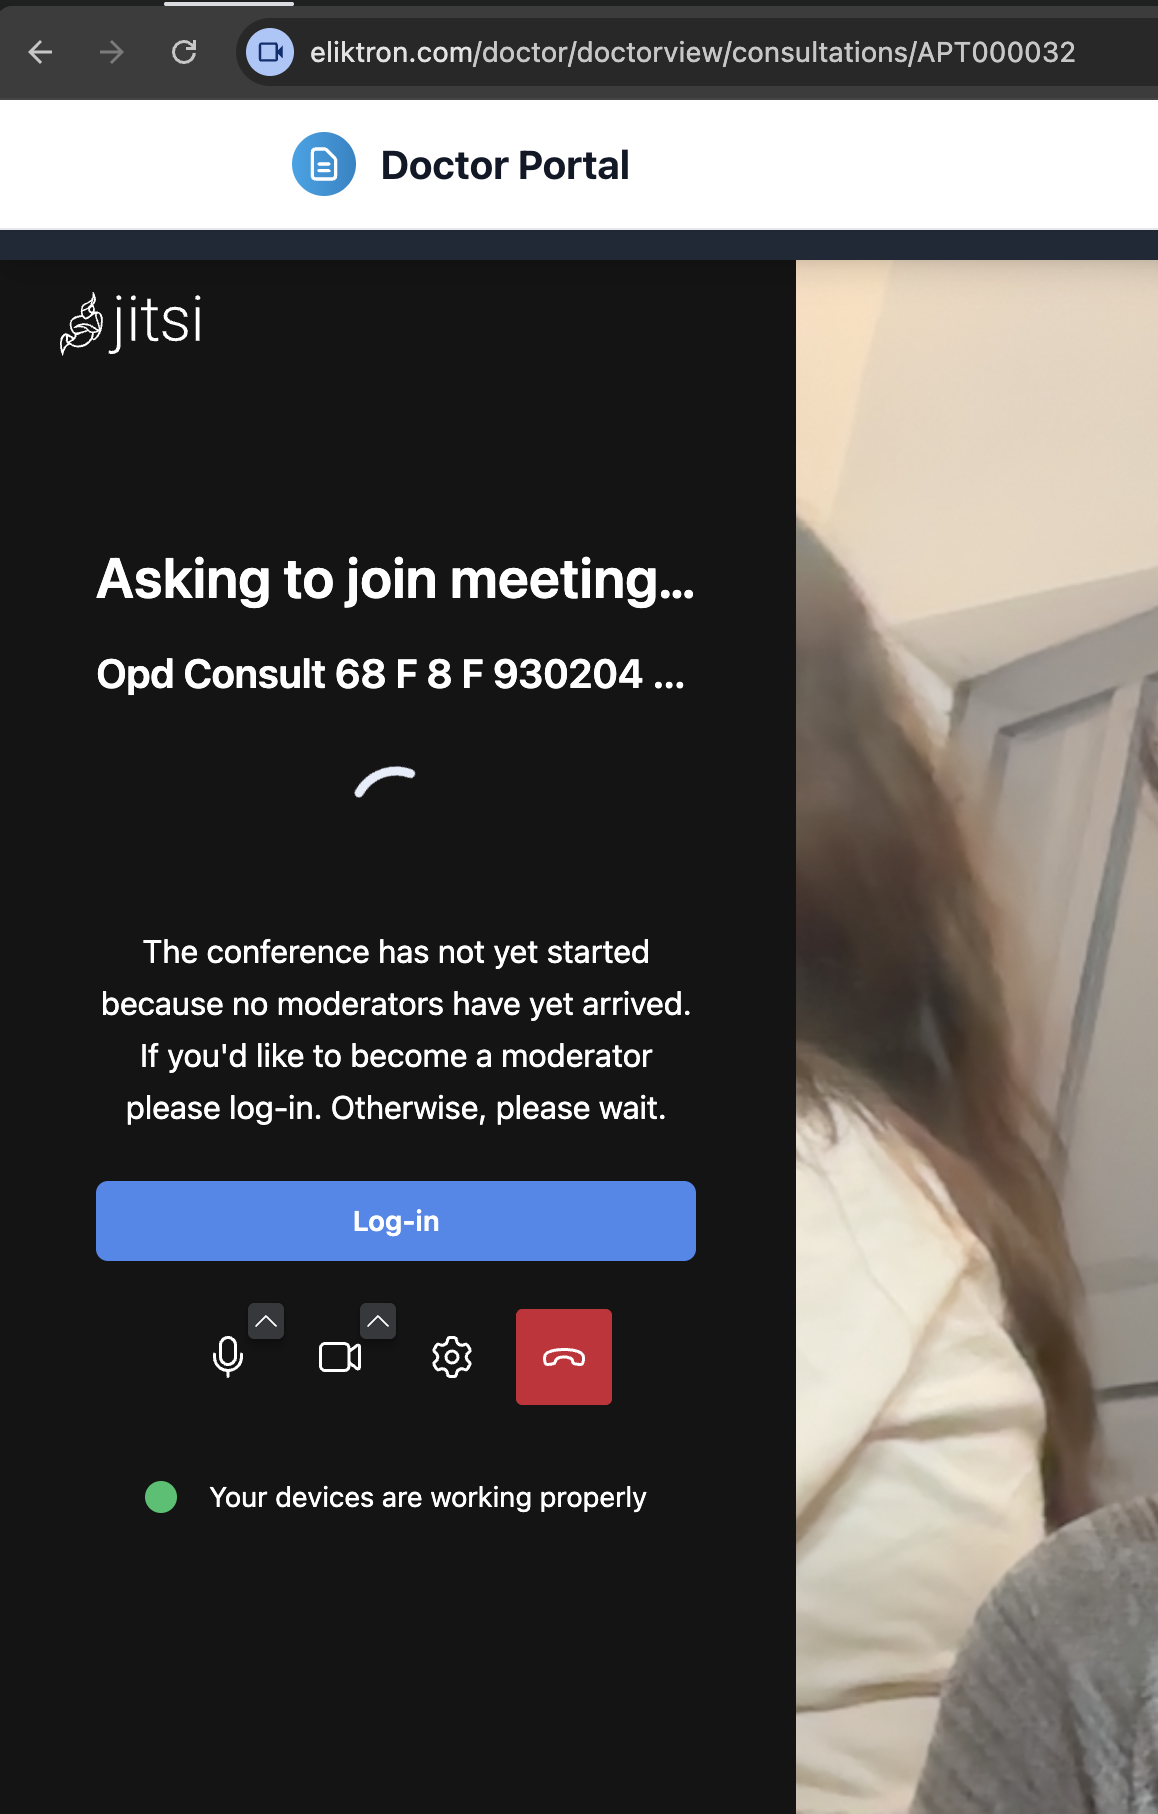 eliktron.com/doctor/doctorview/consultations/APT000032
Doctor Portal
jitsi
Asking to join meeting...
Opd Consult 68 F 8 F 930204 ...
The conference has not yet started
because no moderators have yet arrived.
If you'd like to become a moderator
please log-in. Otherwise, please wait.
Log-in
Your devices are working properly